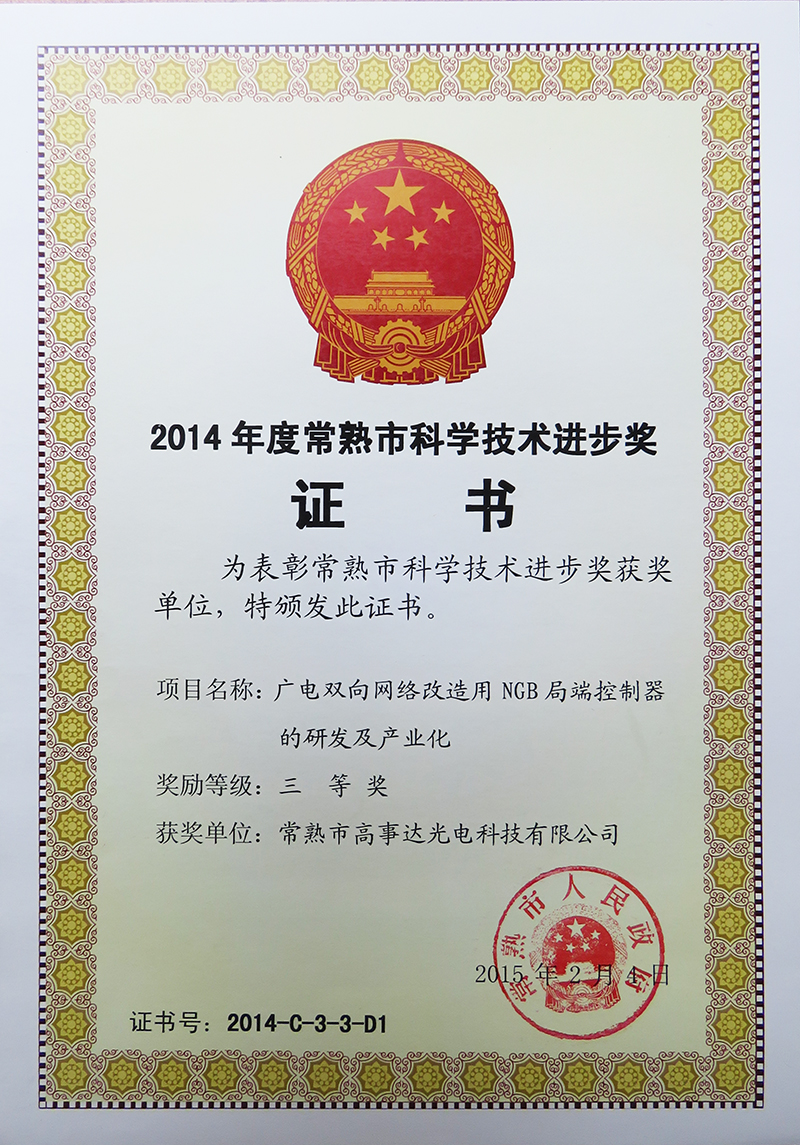 2014年度常熟市科学技术进步奖
证 书
为表彰常熟市科学技术进步奖获奖
单位，特颁发此证书。
项目名称：广电双向网络改造用 NGB 局端控制器
的研发及产业化
奖励等级：三 等 奖
获奖单位：常熟市高事达光电科技有限公司
常熟市人民政府
2015 年 2 月 4 日
证书号：2014-C-3-3-D1